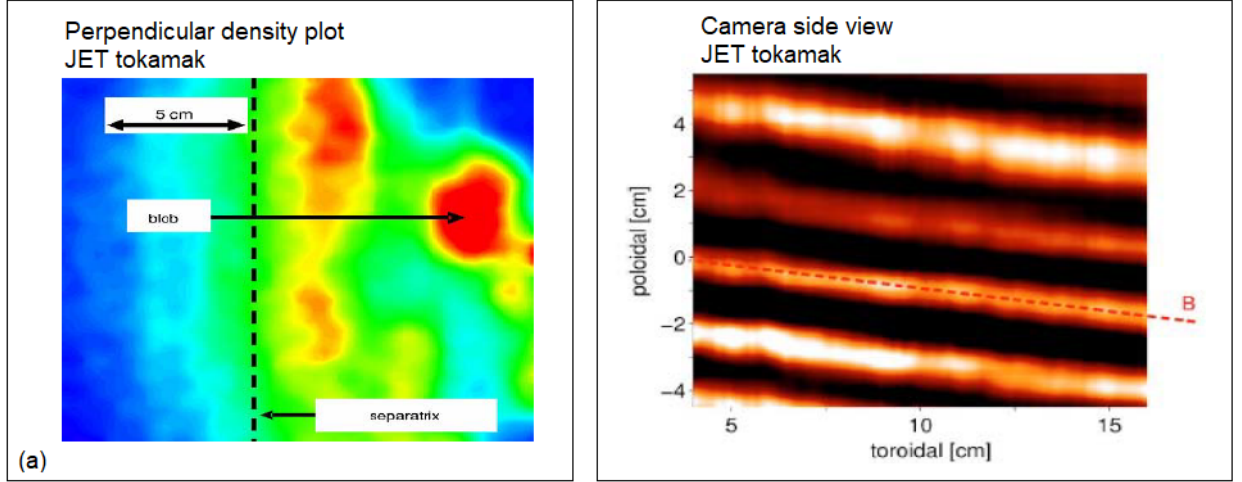 Perpendicular density plot
JET tokamak
5 cm
blob
separatrix
(a)
Camera side view
JET tokamak
poloidal [cm]
4
2
0
−2
−4
B
5
10
15
toroidal [cm]